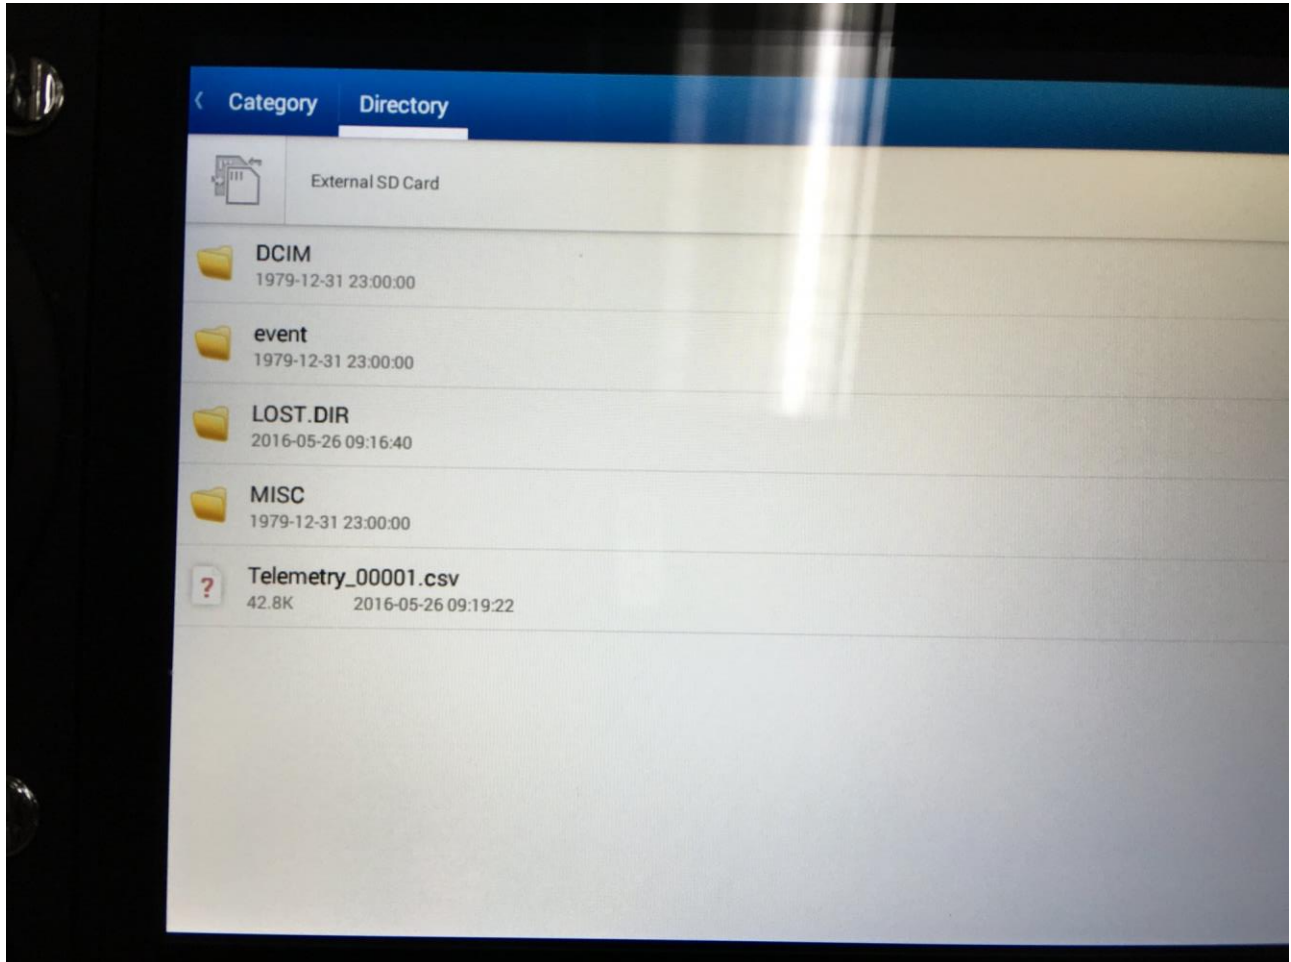 Category Directory
External SD Card
DCIM
1979-12-31 23:00:00
event
1979-12-31 23:00:00
LOST.DIR
2016-05-26 09:16:40
MISC
1979-12-31 23:00:00
Telemetry_00001.csv
42.8K 2016-05-26 09:19:22